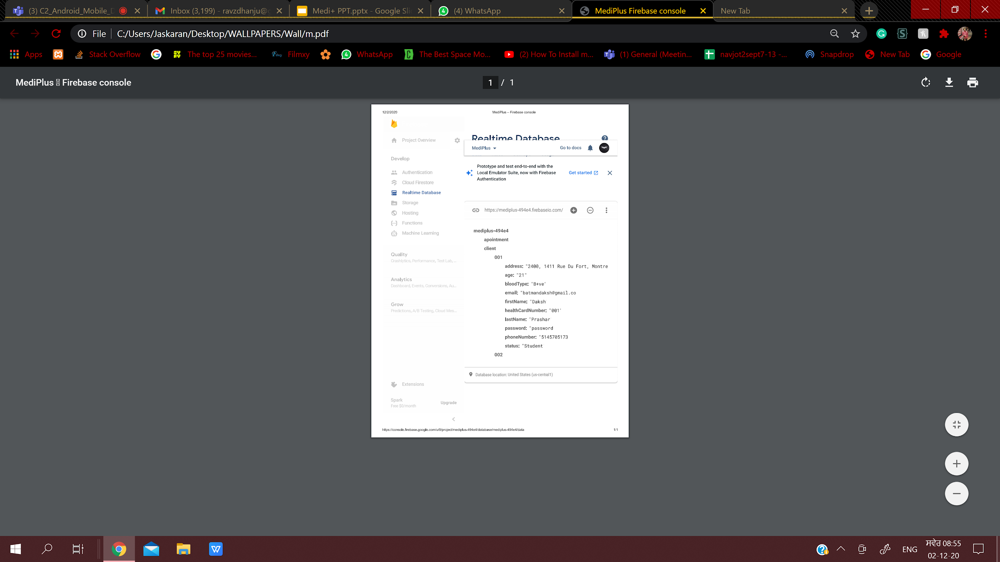 (3) C2_Android_Mobile_D
Inbox (3,199) - ravzdhanju@g
Medi+ PPT.pptx - Google Slid
(4) WhatsApp
MediPlus Firebase console
New Tab
File
C:/Users/Jaskaran/Desktop/WALLPAPERS/Wall/m.pdf
Apps
Stack Overflow
The top 25 movies...
Filmxy
WhatsApp
The Best Space Mo...
(2) How To Install m...
(1) General (Meetin...
navjot2sept7-13 -...
Snapdrop
New Tab
Google
MediPlus Firebase console
1 / 1
12/2/2020
MediPlus – Firebase console
Project Overview
Realtime Database
MediPlus
Go to docs
Develop
Prototype and test end-to-end with the
Local Emulator Suite, now with Firebase
Authentication
Get started
Authentication
Cloud Firestore
Realtime Database
Storage
Hosting
Functions
Machine Learning
https://mediplus-494e4.firebaseio.com/
Quality
Crashlytics, Performance, Test Lab, ...
Analytics
Dashboard, Events, Conversions, Au...
Grow
Predictions, A/B Testing, Cloud Mes...
mediplus-494e4
apointment
client
001
address: "2400, 1411 Rue Du Fort, Montre
age: "21"
bloodType: "B+ve'
email: "batmandaksh@gmail.co
firstName: "Daksh
healthCardNumber: "001'
lastName: "Prashar
password: "password
phoneNumber: "5145705173
status: "Student
002
Database location: United States (us-central1)
Extensions
Spark
Free $0/month
Upgrade
https://console.firebase.google.com/u/0/project/mediplus-494e4/database/mediplus-494e4/data
1/1
ENG
ਸਵੇਰ 08:55
02-12-20